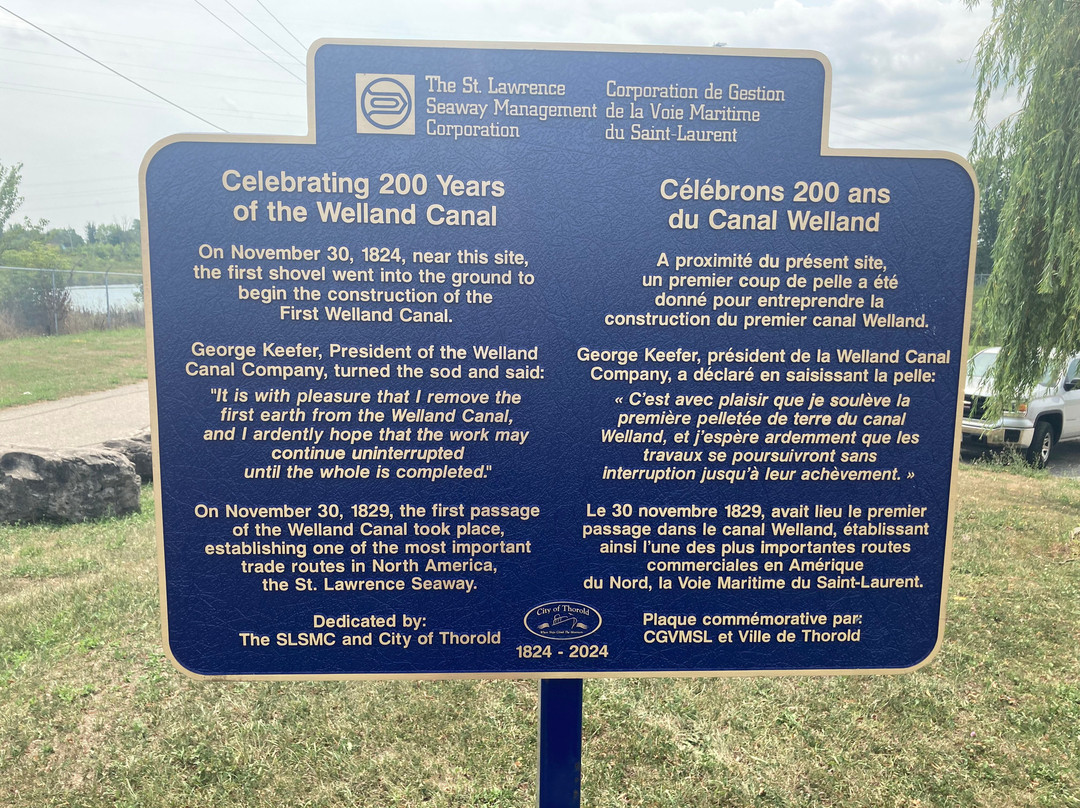 The St. Lawrence
Seaway Management
Corporation
Corporation de Gestion
de la Voie Maritime
du Saint-Laurent
Celebrating 200 Years
of the Welland Canal
On November 30, 1824, near this site,
the first shovel went into the ground to
begin the construction of the
First Welland Canal.
George Keefer, President of the Welland
Canal Company, turned the sod and said:
"It is with pleasure that I remove the
first earth from the Welland Canal,
and I ardently hope that the work may
continue uninterrupted
until the whole is completed."
On November 30, 1829, the first passage
of the Welland Canal took place,
establishing one of the most important
trade routes in North America,
the St. Lawrence Seaway.
Dedicated by:
The SLSMC and City of Thorold
Célébrons 200 ans
du Canal Welland
A proximité du présent site,
un premier coup de pelle a été
donné pour entreprendre la
construction du premier canal Welland.
George Keefer, président de la Welland Canal
Company, a déclaré en saisissant la pelle:
« C'est avec plaisir que je soulève la
première pelletée de terre du canal
Welland, et j'espère ardemment que les
travaux se poursuivront sans
interruption jusqu'à leur achèvement. »
Le 30 novembre 1829, avait lieu le premier
passage dans le canal Welland, établissant
ainsi l'une des plus importantes routes
commerciales en Amérique
du Nord, la Voie Maritime du Saint-Laurent.
Plaque commémorative par:
CGVMSL et Ville de Thorold
City of Thorold
1824 - 2024